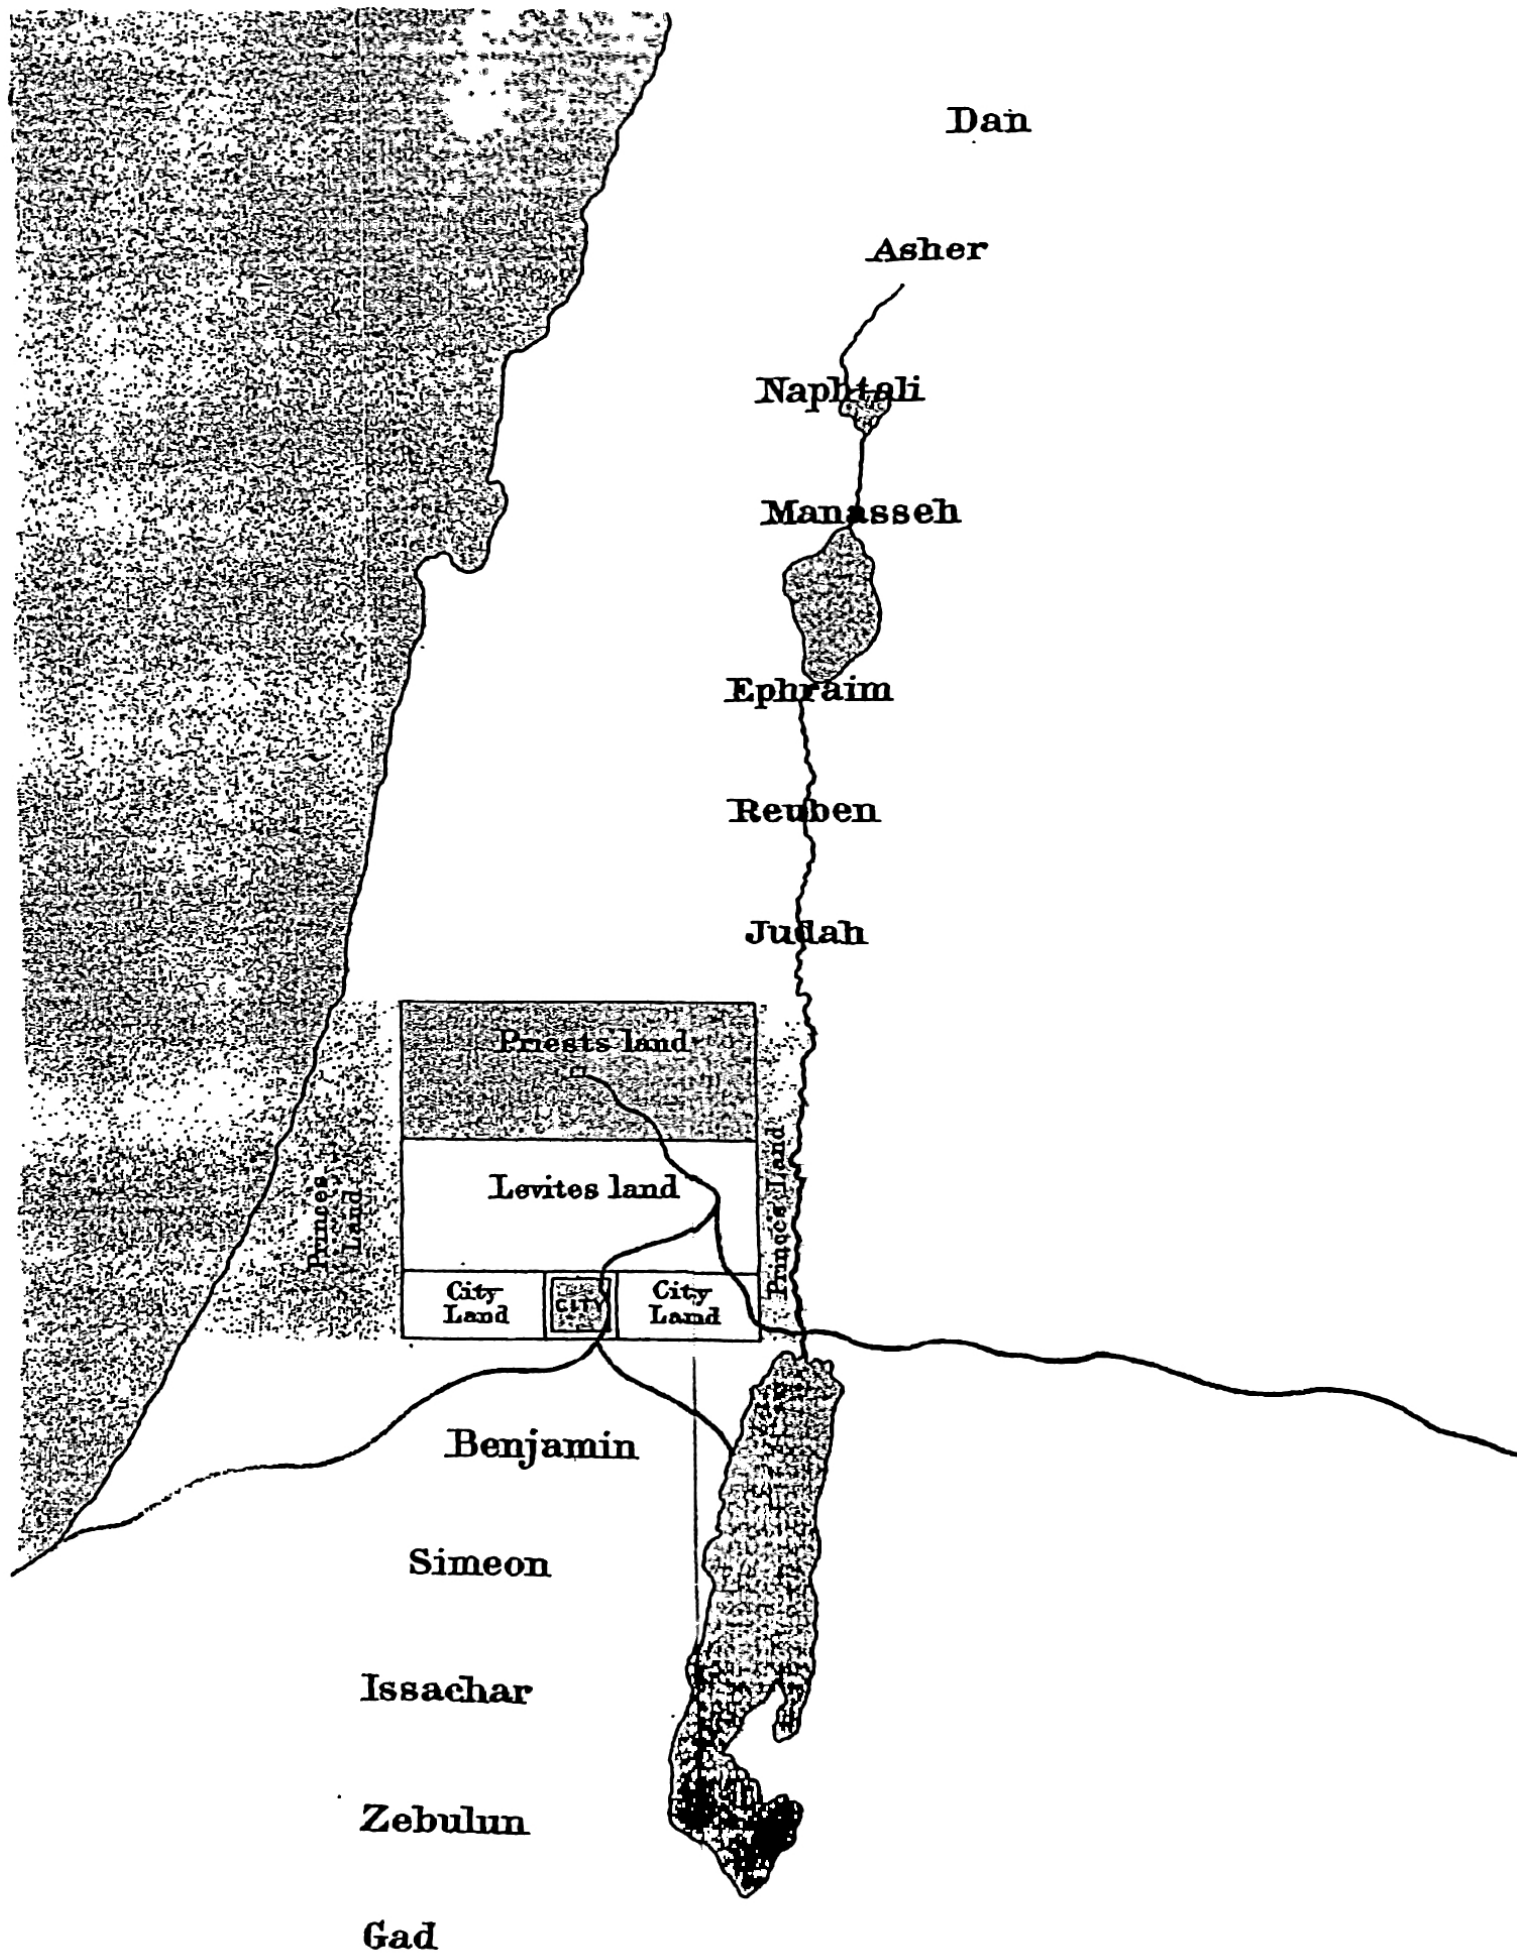 Dan
Asher
Naphtali
Manasseh
Ephraim
Reuben
Judah
Priests land
Levites land
Princes
Land
Princes Land
City
Land
CITY
City
Land
Benjamin
Simeon
Issachar
Zebulun
Gad